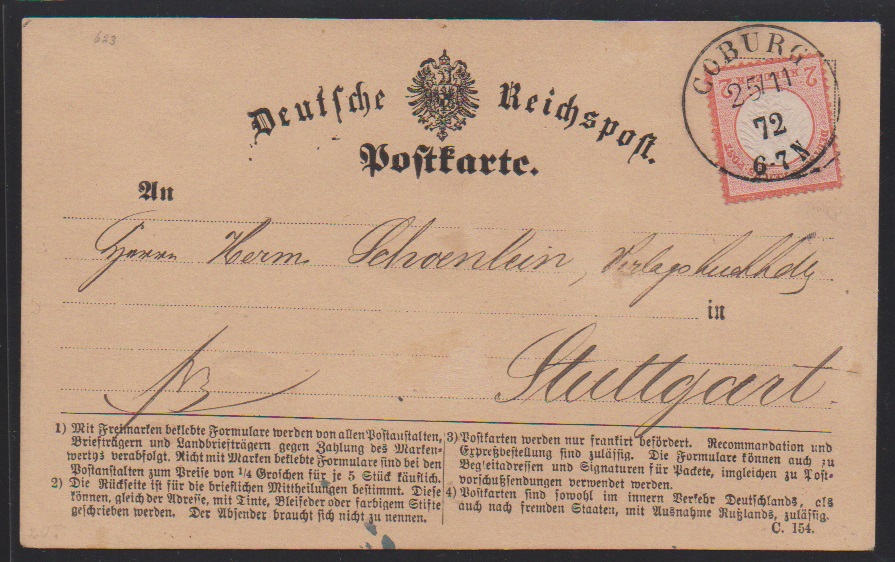 623
Deutsche Reichspost.
Postkarte.
COBURG
25/11
72
6-7 N
2 2
An
Herrn Herm. Schoenlein, Verlagsbuchhdlg
in
Stuttgart.
1) Mit Freimarken beklebte Formulare werden von allen Postanstalten,
Briefträgern und Landbriefträgern gegen Zahlung des Marken-
werths verabfolgt. Nicht mit Marken beklebte Formulare sind bei den
Postanstalten zum Preise von 1/4 Groschen für je 5 Stück käuflich.
2) Die Rückseite ist für die brieflichen Mittheilungen bestimmt. Diese
können, gleich der Adresse, mit Tinte, Bleifeder oder farbigem Stifte
geschrieben werden. Der Absender braucht sich nicht zu nennen.
3) Postkarten werden nur frankirt befördert. Recommandation und
Expreßbestellung sind zulässig. Die Formulare können auch zu
Begleitadressen und Signaturen für Packete, imgleichen zu Post-
vorschußsendungen verwendet werden.
4) Postkarten sind sowohl im innern Verkehr Deutschlands, als
auch nach fremden Staaten, mit Ausnahme Rußlands, zulässig.
C. 154.